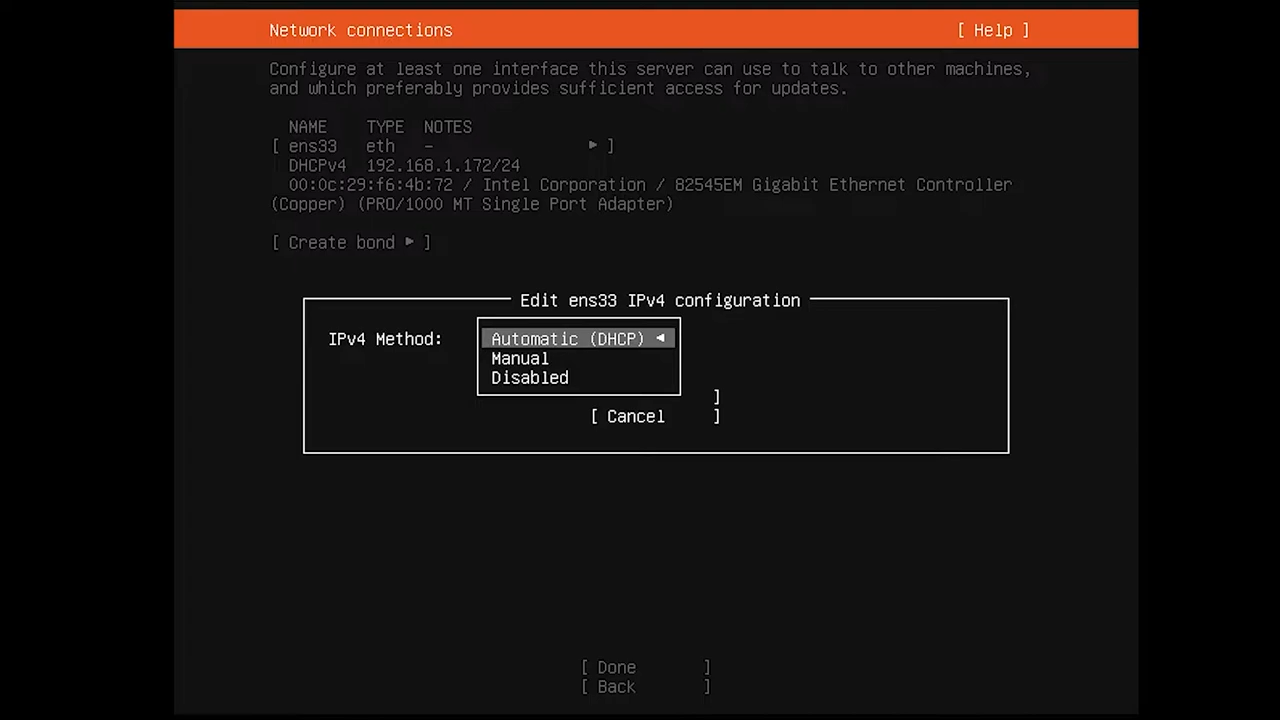 Network connections [ Help ]
Configure at least one interface this server can use to talk to other machines,
and which preferably provides sufficient access for updates.
NAME TYPE NOTES
[ ens33 eth - ▸ ]
DHCPv4 192.168.1.172/24
00:0c:29:f6:4b:72 / Intel Corporation / 82545EM Gigabit Ethernet Controller
(Copper) (PRO/1000 MT Single Port Adapter)
[ Create bond ▸ ]
Edit ens33 IPv4 configuration
IPv4 Method: Automatic (DHCP) ◂
Manual
Disabled
]
[ Cancel ]
[ Done ]
[ Back ]